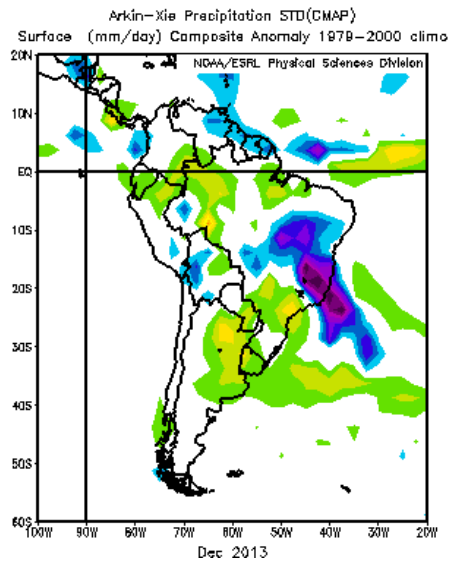 Arkin-Xie Precipitation STD(CMAP)
Surface (mm/day) Composite Anomaly 1979-2000 climo
NOAA/ESRL Physical Sciences Division
20N
10N
EQ
10S
20S
30S
40S
50S
60S
100W 90W 80W 70W 60W 50W 40W 30W 20W
Dec 2013